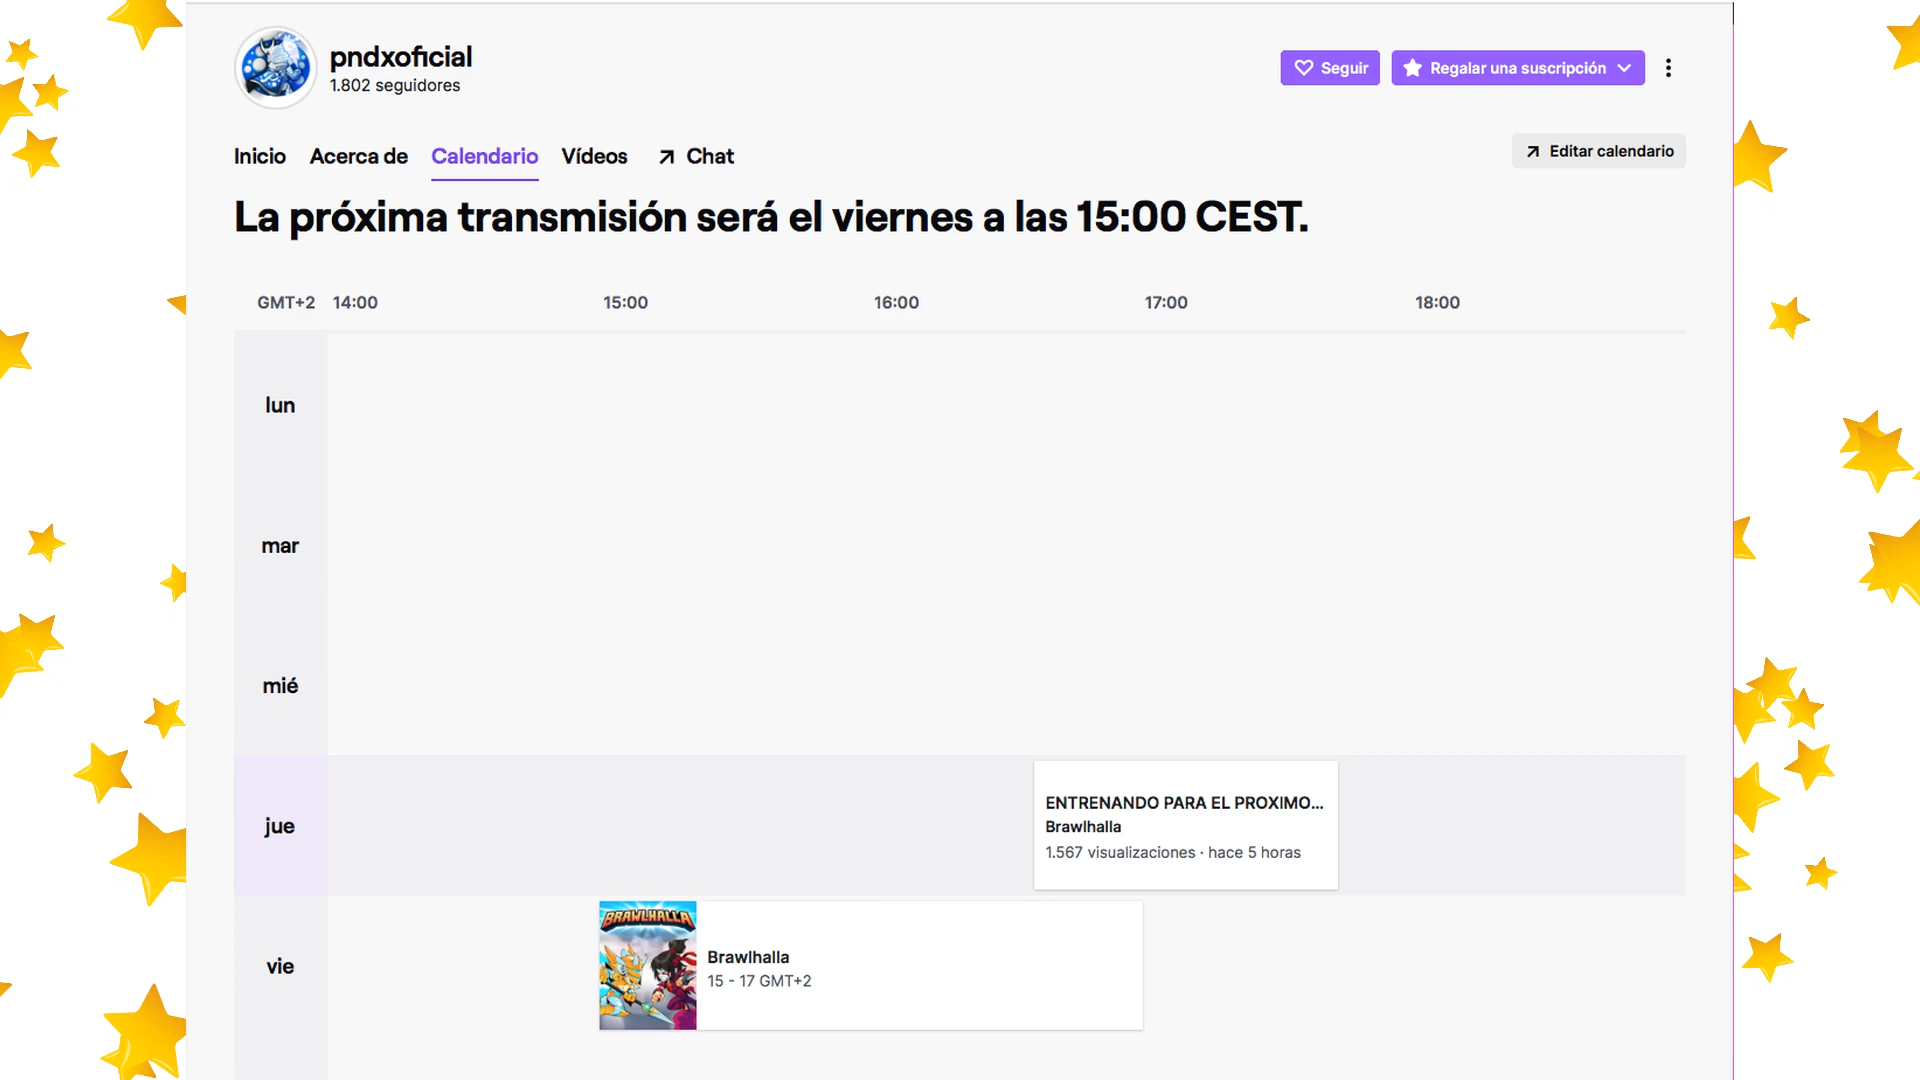 pndxoficial
1.802 seguidores
Seguir
Regalar una suscripción
Inicio Acerca de Calendario Vídeos Chat
Editar calendario
La próxima transmisión será el viernes a las 15:00 CEST.
GMT+2 14:00 15:00 16:00 17:00 18:00
lun
mar
mié
jue
ENTRENANDO PARA EL PROXIMO...
Brawlhalla
1.567 visualizaciones · hace 5 horas
vie
BRAWLHALLA
Brawlhalla
15 - 17 GMT+2